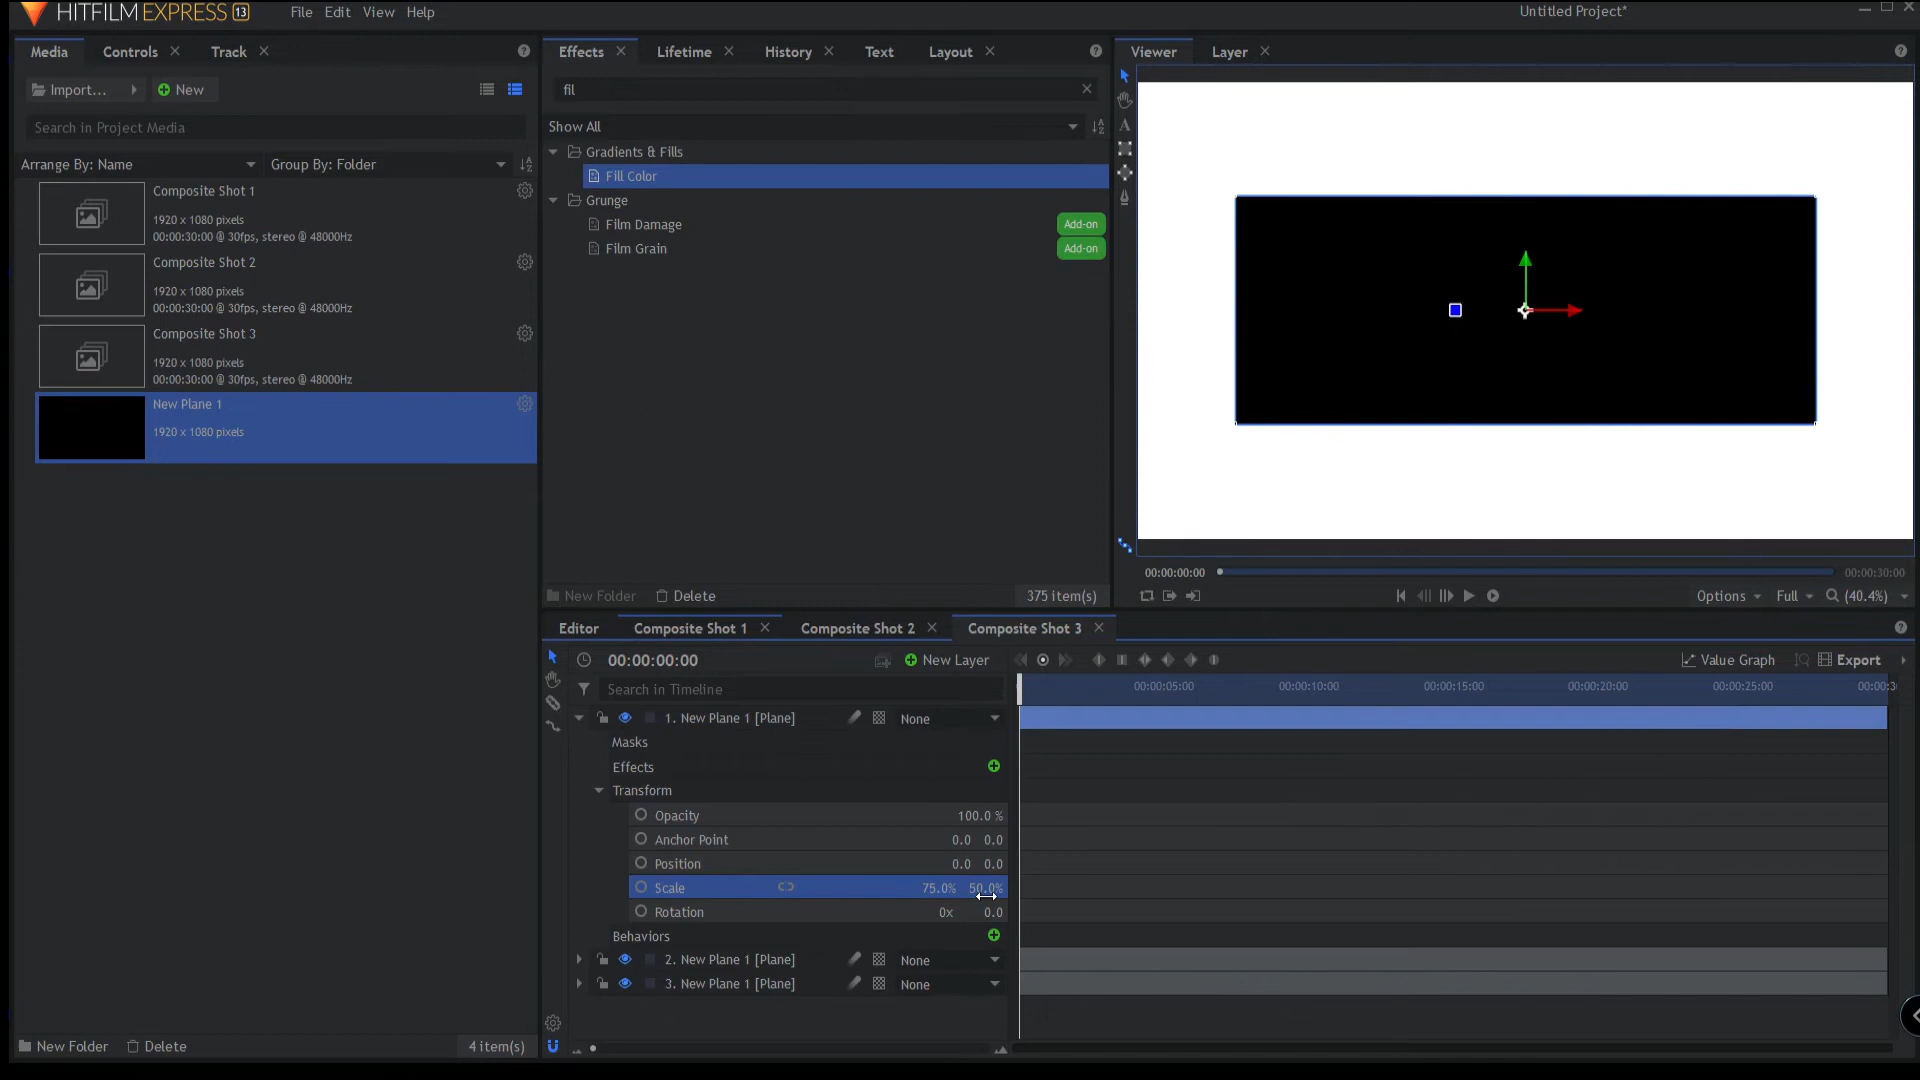 HITFILM EXPRESS 13 File Edit View Help Untitled Project*
Media Controls Track
Import... New
Search in Project Media
Arrange By: Name Group By: Folder
Composite Shot 1
1920 x 1080 pixels
00:00:30:00 @ 30fps, stereo @ 48000Hz
Composite Shot 2
1920 x 1080 pixels
00:00:30:00 @ 30fps, stereo @ 48000Hz
Composite Shot 3
1920 x 1080 pixels
00:00:30:00 @ 30fps, stereo @ 48000Hz
New Plane 1
1920 x 1080 pixels
New Folder Delete 4 item(s)
Effects Lifetime History Text Layout
fil
Show All
Gradients & Fills
Fill Color
Grunge
Film Damage Add-on
Film Grain Add-on
New Folder Delete 375 item(s)
Viewer Layer
00:00:00:00 00:00:30:00
Options Full (40.4%)
Editor Composite Shot 1 Composite Shot 2 Composite Shot 3
00:00:00:00 New Layer Value Graph Export
Search in Timeline 00:00:05:00 00:00:10:00 00:00:15:00 00:00:20:00 00:00:25:00 00:00:3
1. New Plane 1 [Plane] None
Masks
Effects
Transform
Opacity 100.0 %
Anchor Point 0.0 0.0
Position 0.0 0.0
Scale 75.0% 50.0%
Rotation 0x 0.0
Behaviors
2. New Plane 1 [Plane] None
3. New Plane 1 [Plane] None